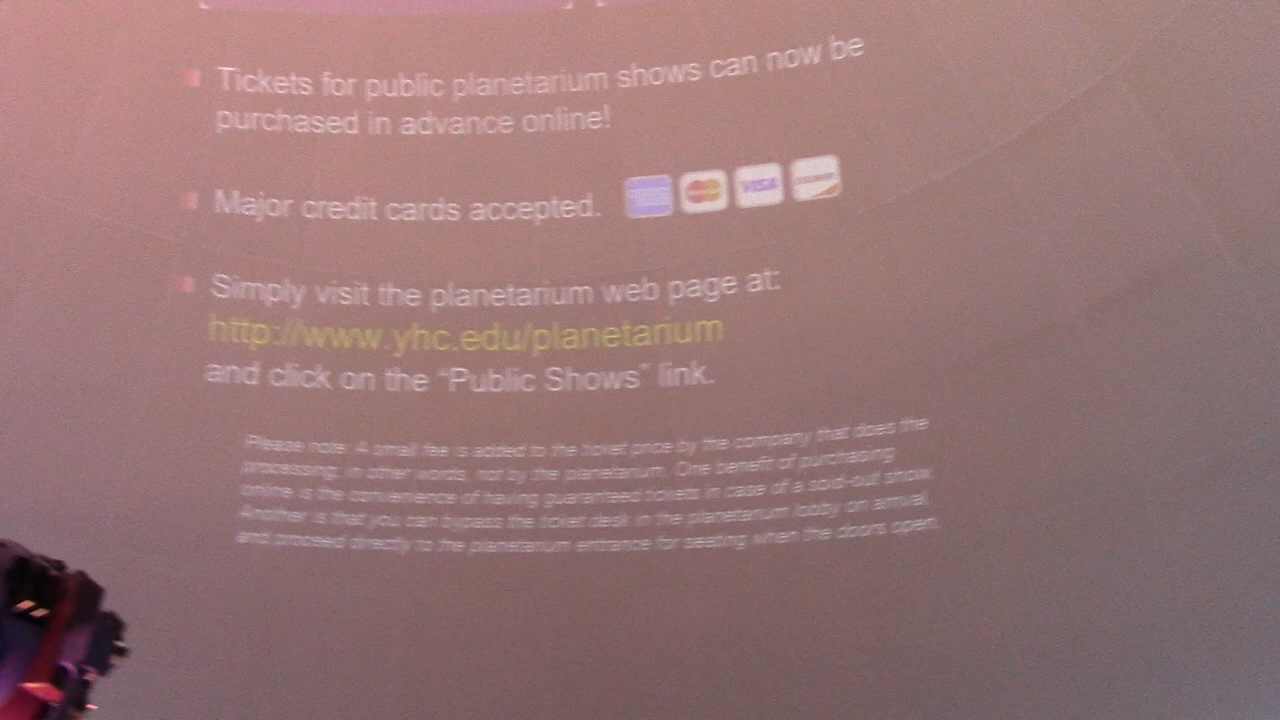 Tickets for public planetarium shows can now be
purchased in advance online!
Major credit cards accepted.
VISA
Simply visit the planetarium web page at:
http://www.yhc.edu/planetarium
and click on the “Public Shows” link.
Please note: A small fee is added to the ticket price by the company that does the
processing; in other words, not by the planetarium. One benefit of purchasing
online is the convenience of having guaranteed tickets in case of a sold-out show.
Another is that you can bypass the ticket desk in the planetarium lobby on arrival
and proceed directly to the planetarium entrance for seating when the doors open.